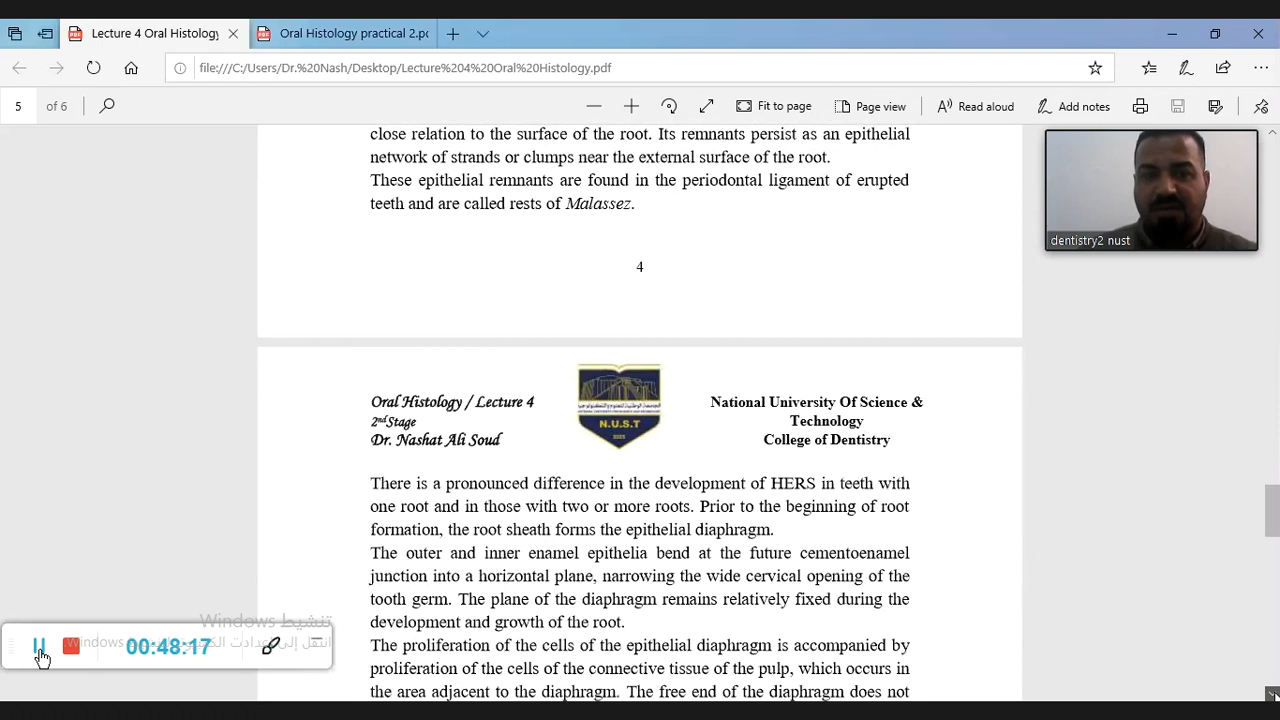 Lecture 4 Oral Histology
Oral Histology practical 2.pc
file:///C:/Users/Dr.%20Nash/Desktop/Lecture%204%20Oral%20Histology.pdf
5 of 6
Fit to page
Page view
Read aloud
Add notes
close relation to the surface of the root. Its remnants persist as an epithelial
network of strands or clumps near the external surface of the root.
These epithelial remnants are found in the periodontal ligament of erupted
teeth and are called rests of Malassez.
dentistry2 nust
4
Oral Histology / Lecture 4
2nd Stage
Dr. Nashat Ali Soud
N.U.S.T
National University Of Science &
Technology
College of Dentistry
There is a pronounced difference in the development of HERS in teeth with
one root and in those with two or more roots. Prior to the beginning of root
formation, the root sheath forms the epithelial diaphragm.
The outer and inner enamel epithelia bend at the future cementoenamel
junction into a horizontal plane, narrowing the wide cervical opening of the
tooth germ. The plane of the diaphragm remains relatively fixed during the
development and growth of the root.
The proliferation of the cells of the epithelial diaphragm is accompanied by
proliferation of the cells of the connective tissue of the pulp, which occurs in
the area adjacent to the diaphragm. The free end of the diaphragm does not
تنشيط Windows
انتقل إلى إعدادات Windows
00:48:17